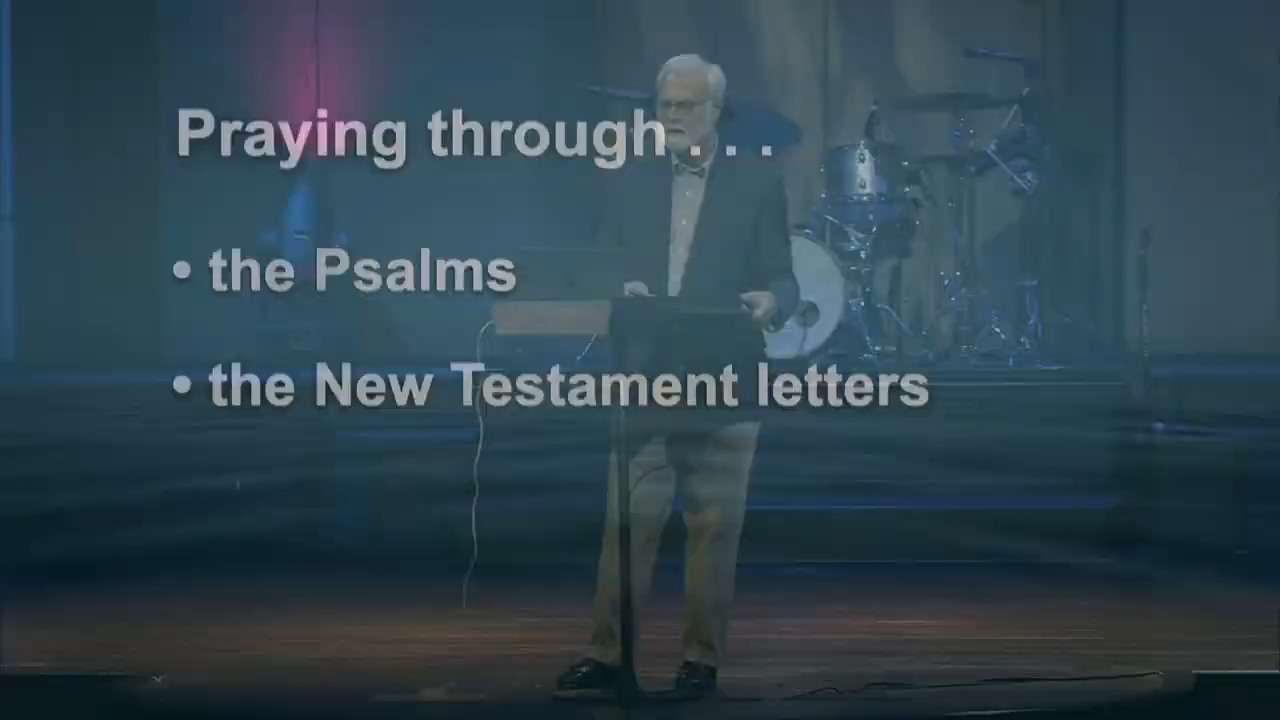 Praying through . . .
• the Psalms
• the New Testament letters